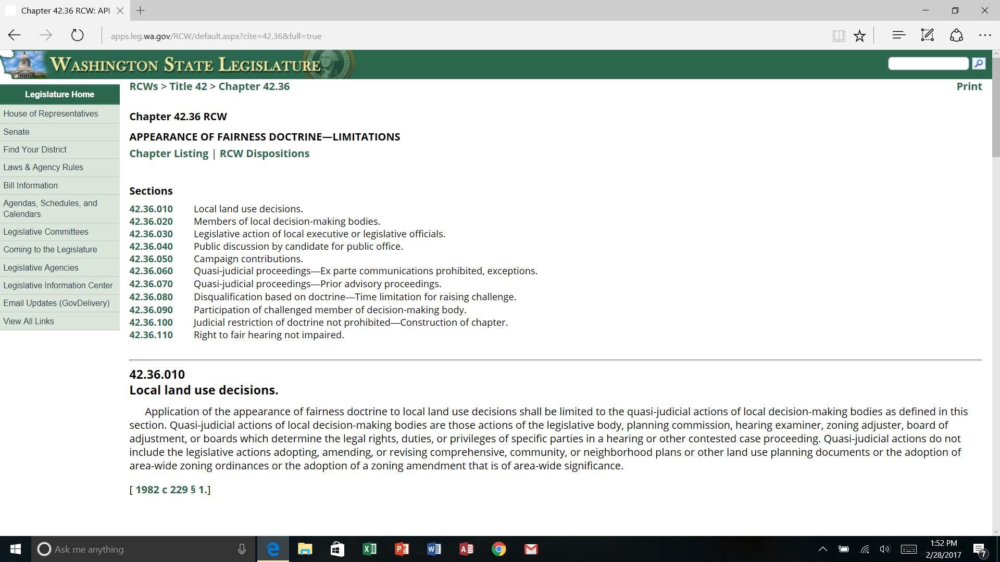 Chapter 42.36 RCW: API
apps.leg.wa.gov/RCW/default.aspx?cite=42.36&full=true
WASHINGTON STATE LEGISLATURE
RCWs > Title 42 > Chapter 42.36
Print
Legislature Home
House of Representatives
Senate
Find Your District
Laws & Agency Rules
Bill Information
Agendas, Schedules, and
Calendars
Legislative Committees
Coming to the Legislature
Legislative Agencies
Legislative Information Center
Email Updates (GovDelivery)
View All Links
Chapter 42.36 RCW
APPEARANCE OF FAIRNESS DOCTRINE—LIMITATIONS
Chapter Listing | RCW Dispositions
Sections
42.36.010 Local land use decisions.
42.36.020 Members of local decision-making bodies.
42.36.030 Legislative action of local executive or legislative officials.
42.36.040 Public discussion by candidate for public office.
42.36.050 Campaign contributions.
42.36.060 Quasi-judicial proceedings—Ex parte communications prohibited, exceptions.
42.36.070 Quasi-judicial proceedings—Prior advisory proceedings.
42.36.080 Disqualification based on doctrine—Time limitation for raising challenge.
42.36.090 Participation of challenged member of decision-making body.
42.36.100 Judicial restriction of doctrine not prohibited—Construction of chapter.
42.36.110 Right to fair hearing not impaired.
42.36.010
Local land use decisions.
Application of the appearance of fairness doctrine to local land use decisions shall be limited to the quasi-judicial actions of local decision-making bodies as defined in this
section. Quasi-judicial actions of local decision-making bodies are those actions of the legislative body, planning commission, hearing examiner, zoning adjuster, board of
adjustment, or boards which determine the legal rights, duties, or privileges of specific parties in a hearing or other contested case proceeding. Quasi-judicial actions do not
include the legislative actions adopting, amending, or revising comprehensive, community, or neighborhood plans or other land use planning documents or the adoption of
area-wide zoning ordinances or the adoption of a zoning amendment that is of area-wide significance.
[ 1982 c 229 § 1.]
Ask me anything
1:52 PM
2/28/2017
7